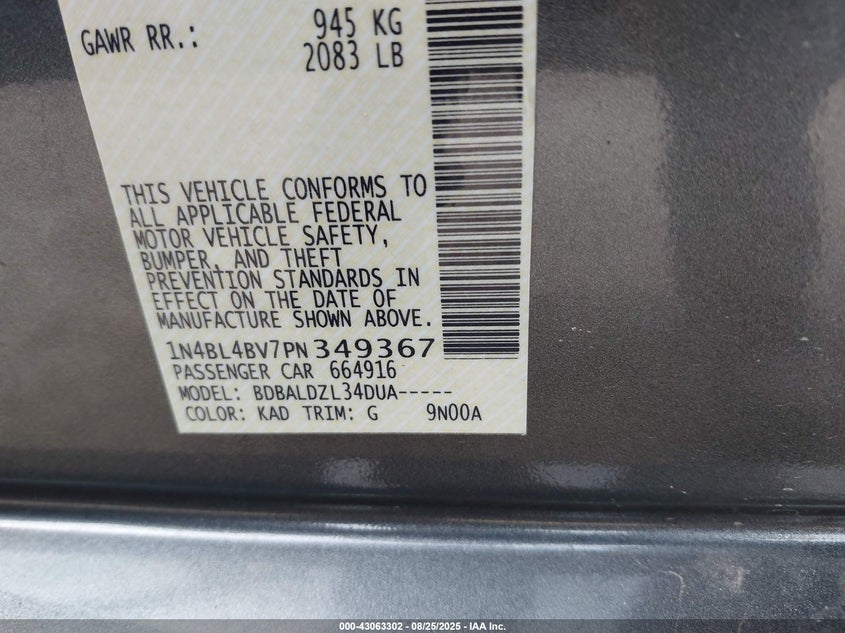 GAWR RR.: 945 KG
2083 LB
THIS VEHICLE CONFORMS TO
ALL APPLICABLE FEDERAL
MOTOR VEHICLE SAFETY,
BUMPER, AND THEFT
PREVENTION STANDARDS IN
EFFECT ON THE DATE OF
MANUFACTURE SHOWN ABOVE.
1N4BL4BV7PN349367
PASSENGER CAR 664916
MODEL: BDBALDZL34DUA-----
COLOR: KAD TRIM: G 9N00A
000-43063302 - 08/25/2025 - IAA Inc.